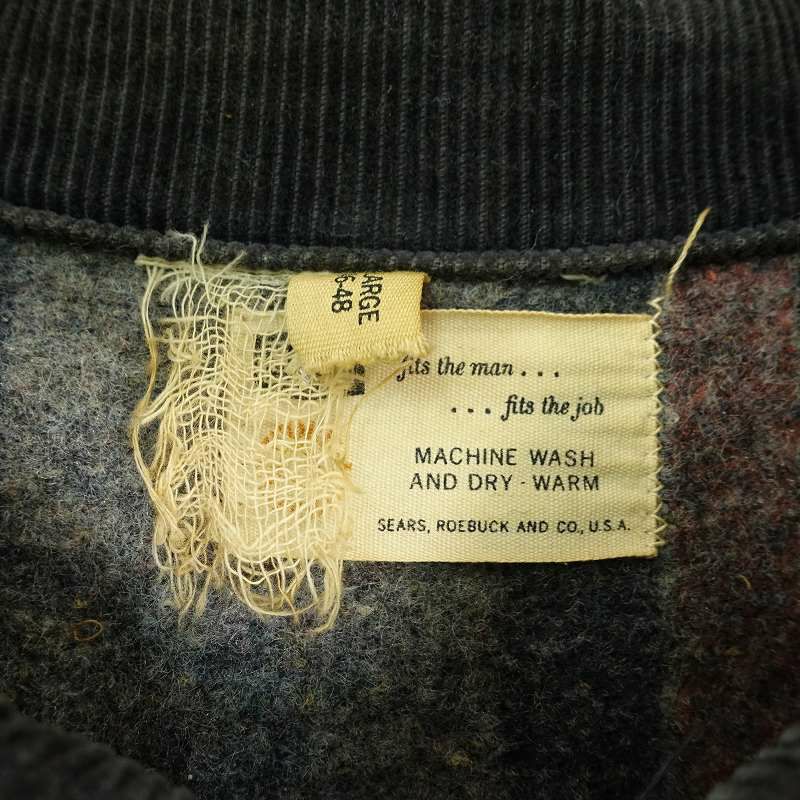 ARGE
6-48
fits the man . . .
. . . fits the job
MACHINE WASH
AND DRY - WARM
SEARS, ROEBUCK AND CO., U.S.A.